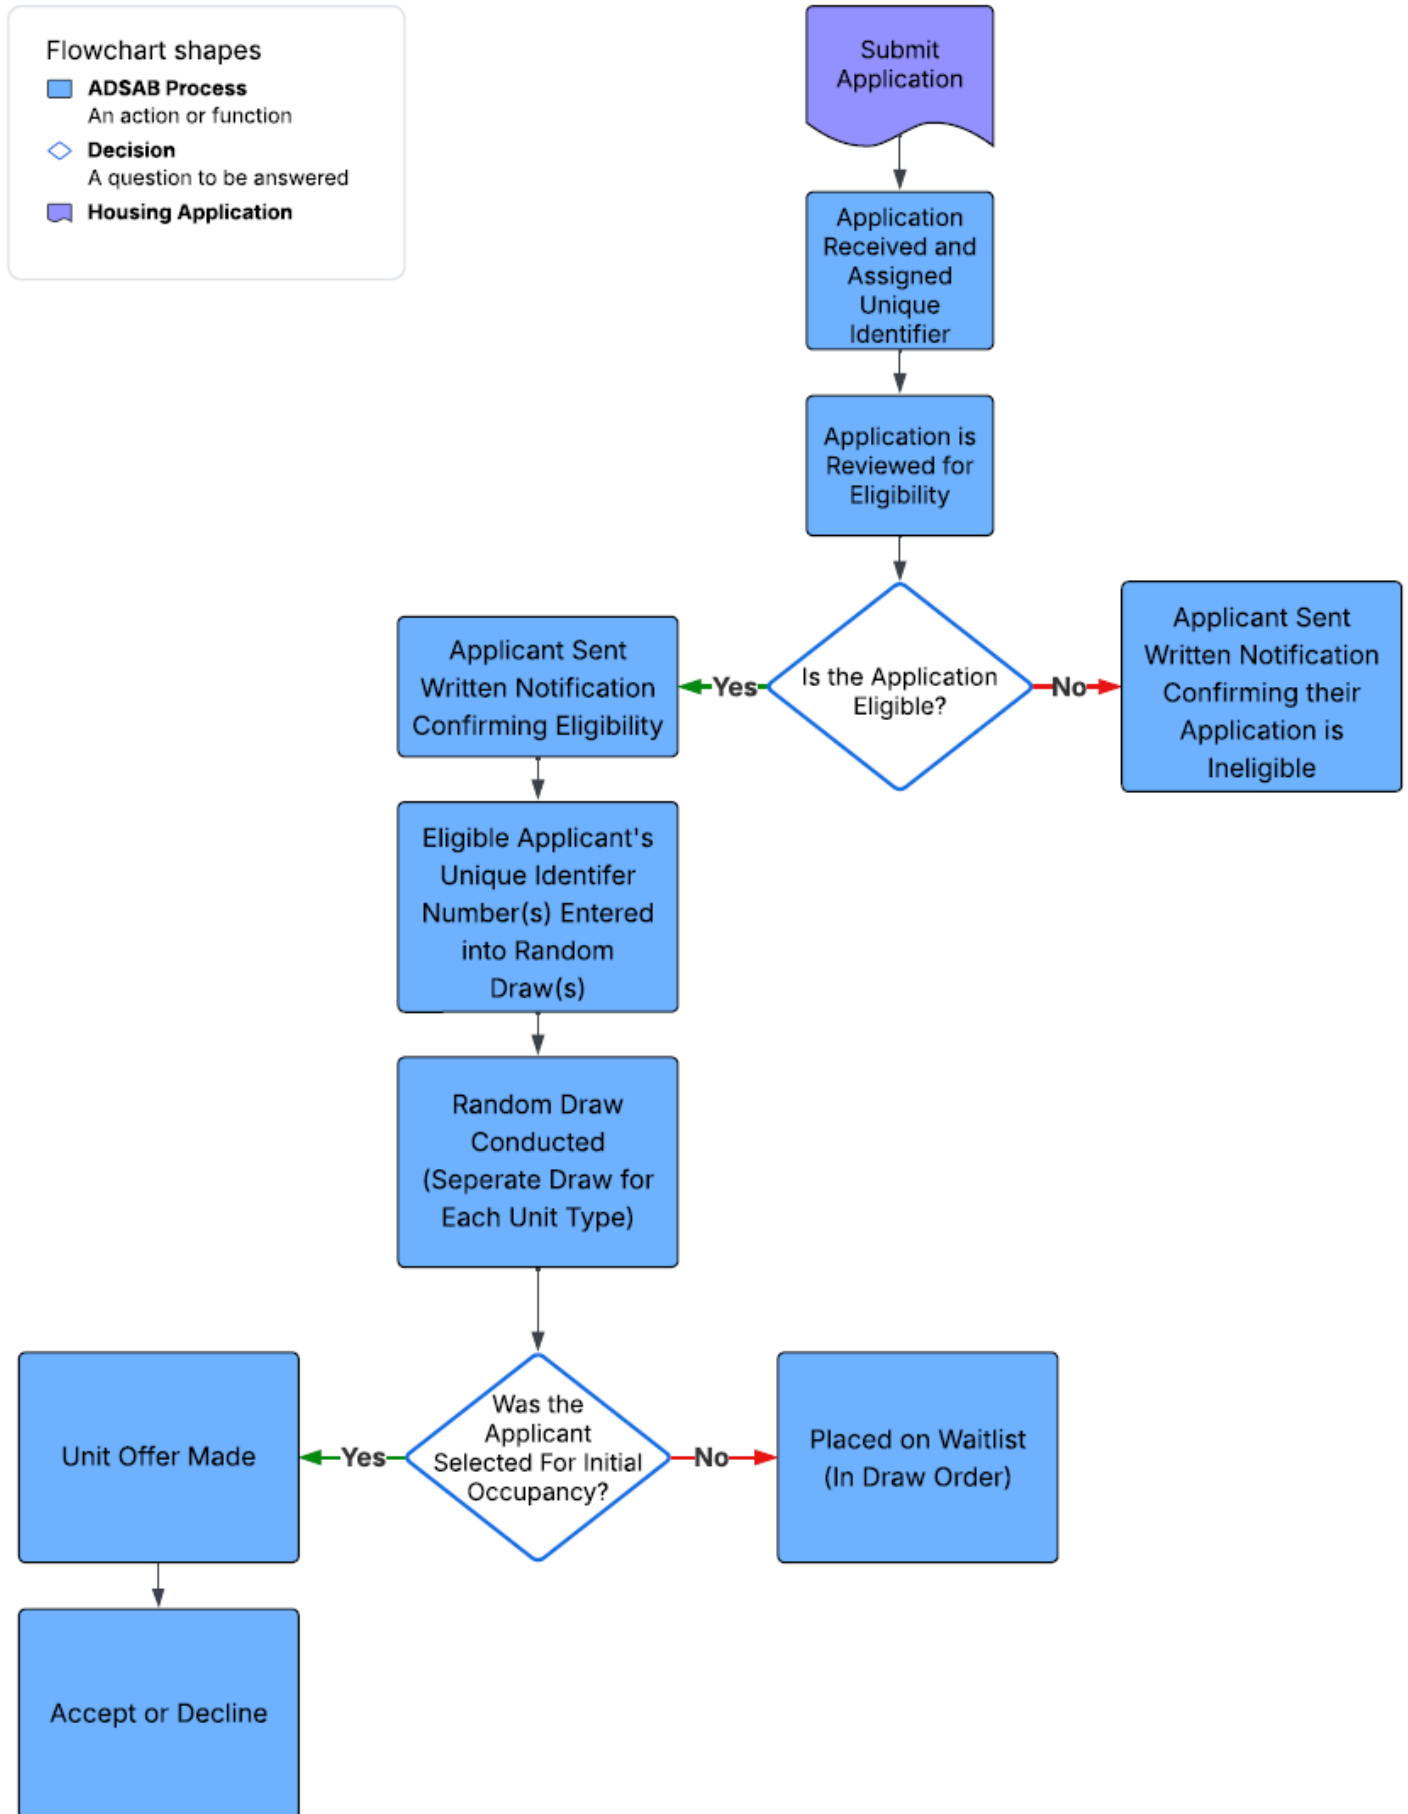 Flowchart shapes
ADSAB Process
An action or function
Decision
A question to be answered
Housing Application
Submit
Application
Application
Received and
Assigned
Unique
Identifier
Application is
Reviewed for
Eligibility
Is the Application
Eligible?
Yes
No
Applicant Sent
Written Notification
Confirming Eligibility
Applicant Sent
Written Notification
Confirming their
Application is
Ineligible
Eligible Applicant's
Unique Identifer
Number(s) Entered
into Random
Draw(s)
Random Draw
Conducted
(Seperate Draw for
Each Unit Type)
Was the
Applicant
Selected For Initial
Occupancy?
Yes
No
Unit Offer Made
Placed on Waitlist
(In Draw Order)
Accept or Decline